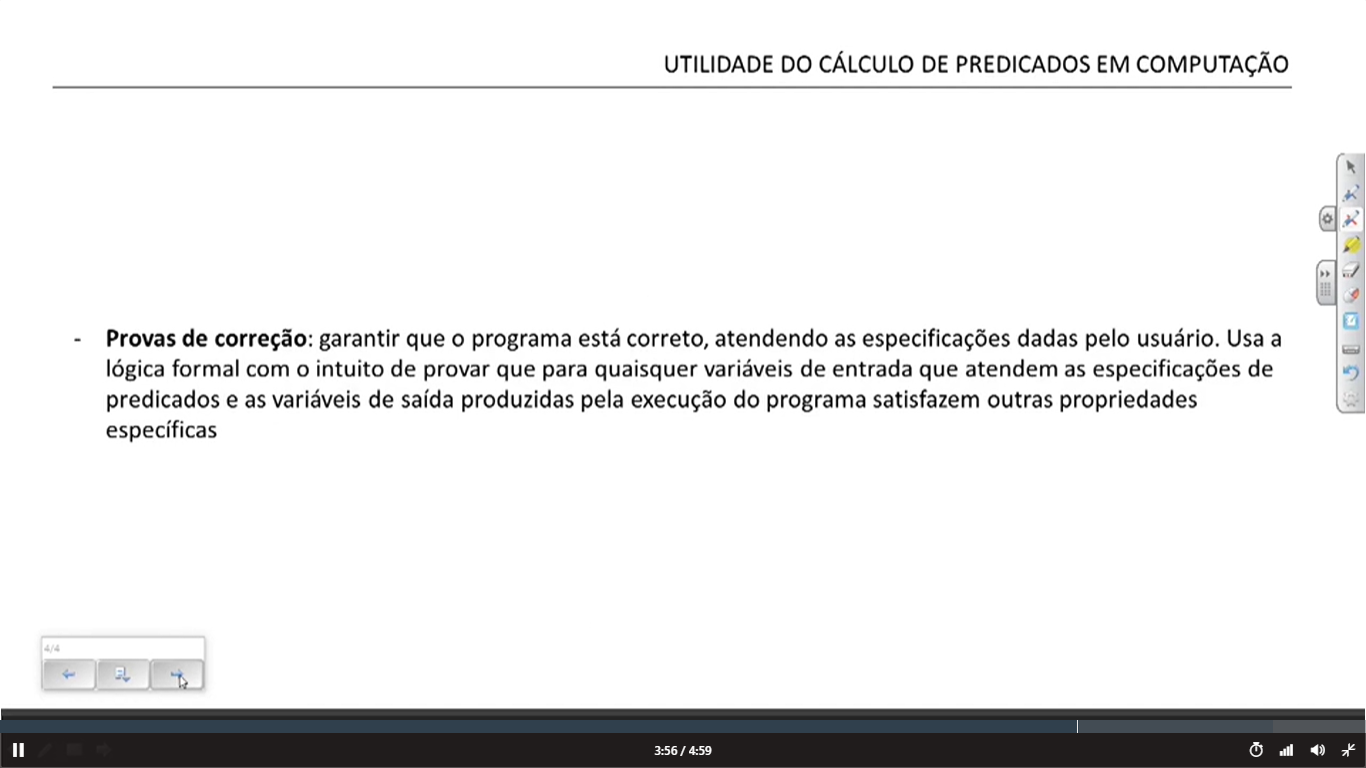 UTILIDADE DO CÁLCULO DE PREDICADOS EM COMPUTAÇÃO
- Provas de correção: garantir que o programa está correto, atendendo as especificações dadas pelo usuário. Usa a
lógica formal com o intuito de provar que para quaisquer variáveis de entrada que atendem as especificações de
predicados e as variáveis de saída produzidas pela execução do programa satisfazem outras propriedades
específicas
4/4
3:56 / 4:59